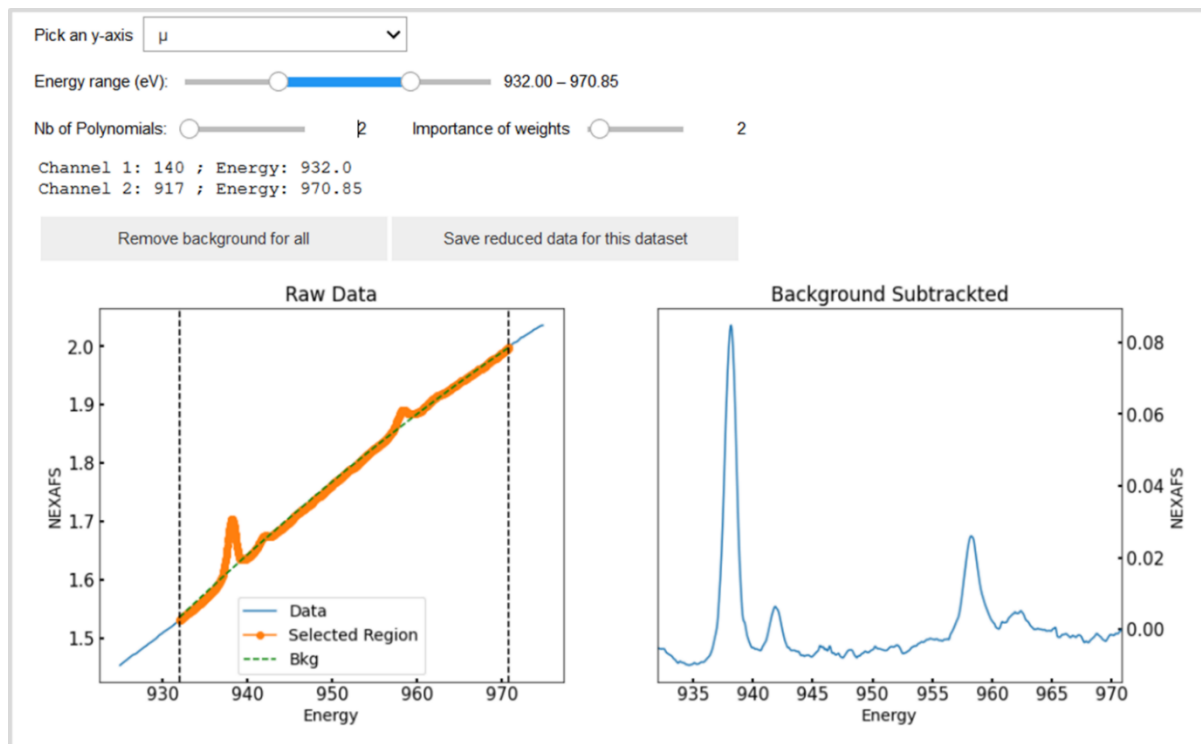 Pick an y-axis μ
Energy range (eV): 932.00 – 970.85
Nb of Polynomials: 2 Importance of weights 2
Channel 1: 140 ; Energy: 932.0
Channel 2: 917 ; Energy: 970.85
Remove background for all Save reduced data for this dataset
Raw Data
NEXAFS
2.0
1.9
1.8
1.7
1.6
1.5
Data
Selected Region
Bkg
930 940 950 960 970
Energy
Background Subtrackted
0.08
0.06
0.04
0.02
0.00
NEXAFS
935 940 945 950 955 960 965 970
Energy